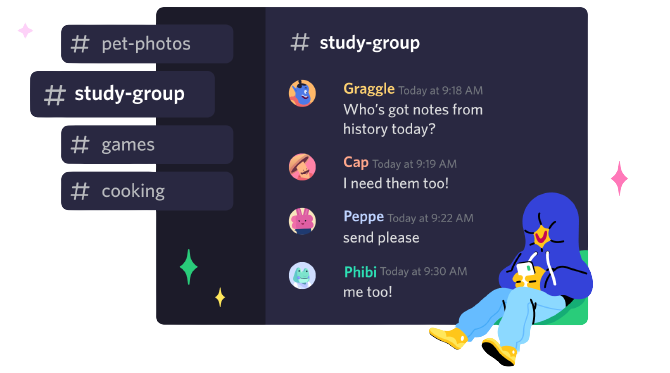 # pet-photos
# study-group
# games
# cooking
# study-group
Graggle Today at 9:18 AM
Who's got notes from
history today?
Cap Today at 9:19 AM
I need them too!
Peppe Today at 9:22 AM
send please
Phibi Today at 9:30 AM
me too!